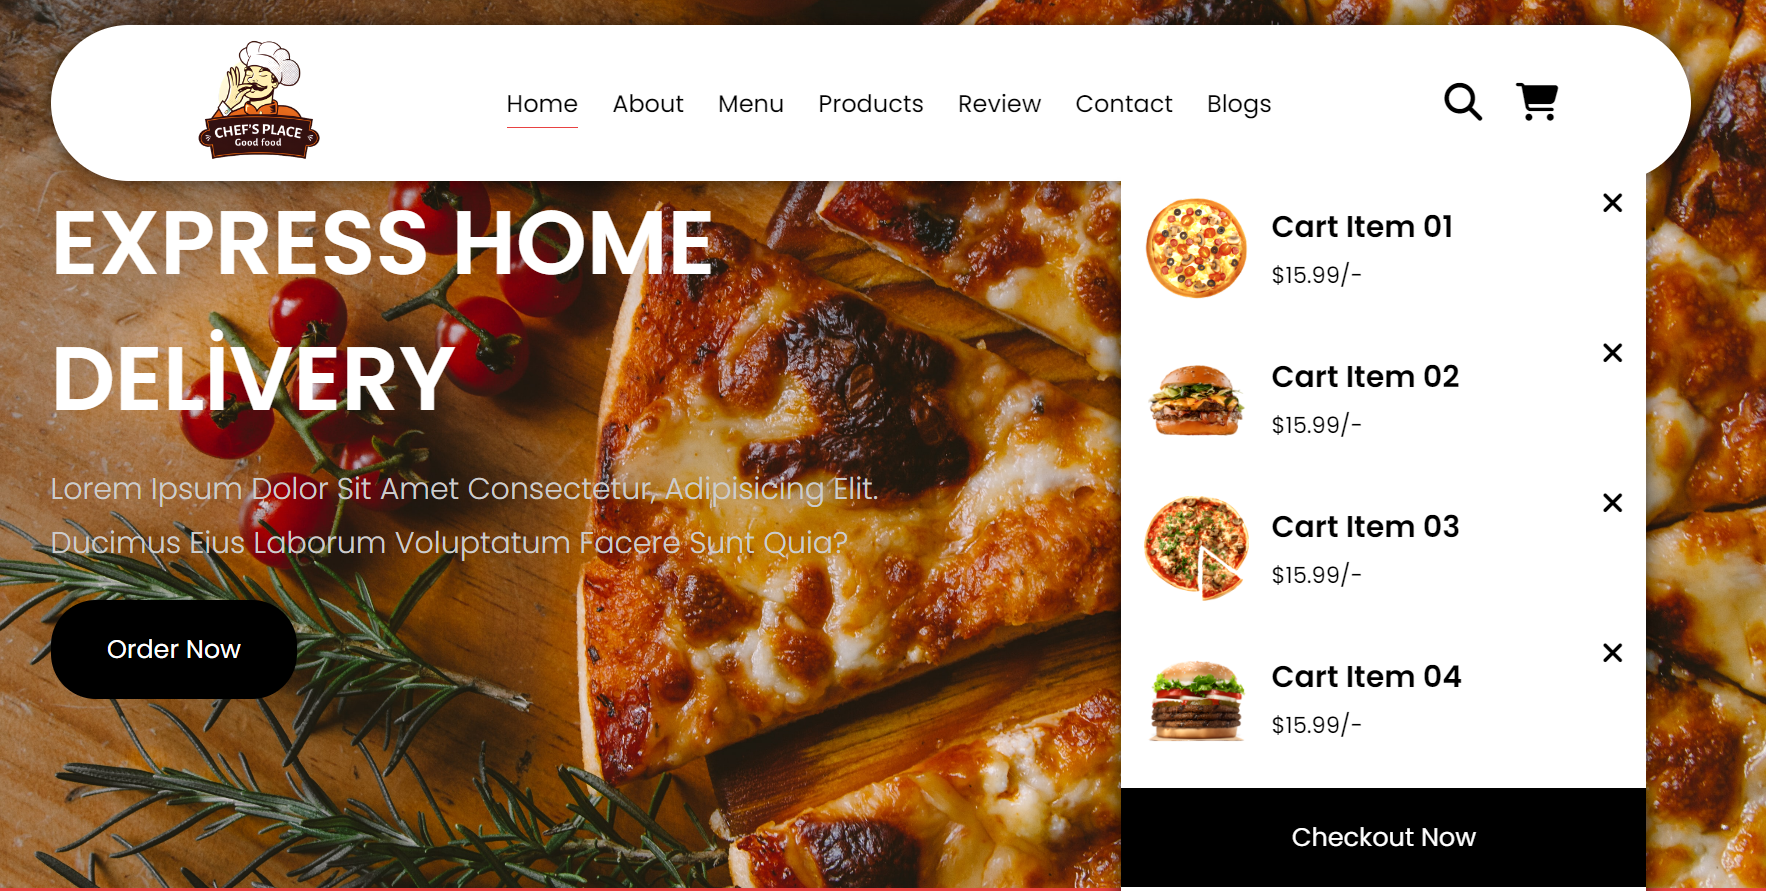 CHEF'S PLACE
Good food
Home About Menu Products Review Contact Blogs
EXPRESS HOME
DELİVERY
Lorem Ipsum Dolor Sit Amet Consectetur, Adipisicing Elit.
Ducimus Eius Laborum Voluptatum Facere Sunt Quia?
Order Now
Cart Item 01
$15.99/-
Cart Item 02
$15.99/-
Cart Item 03
$15.99/-
Cart Item 04
$15.99/-
Checkout Now